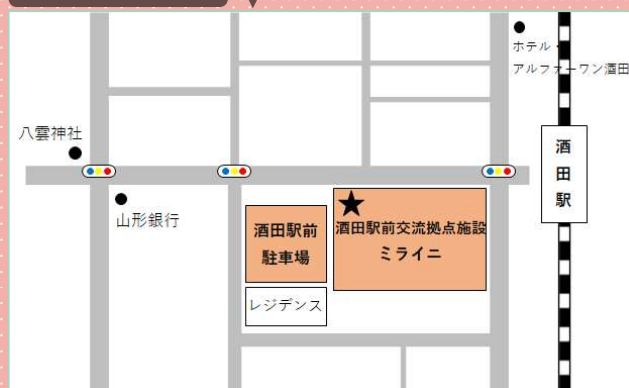 ホテル・
アルファーワン酒田
八雲神社
山形銀行
酒田駅
酒田駅前
駐車場
酒田駅前交流拠点施設
ミライニ
レジデンス